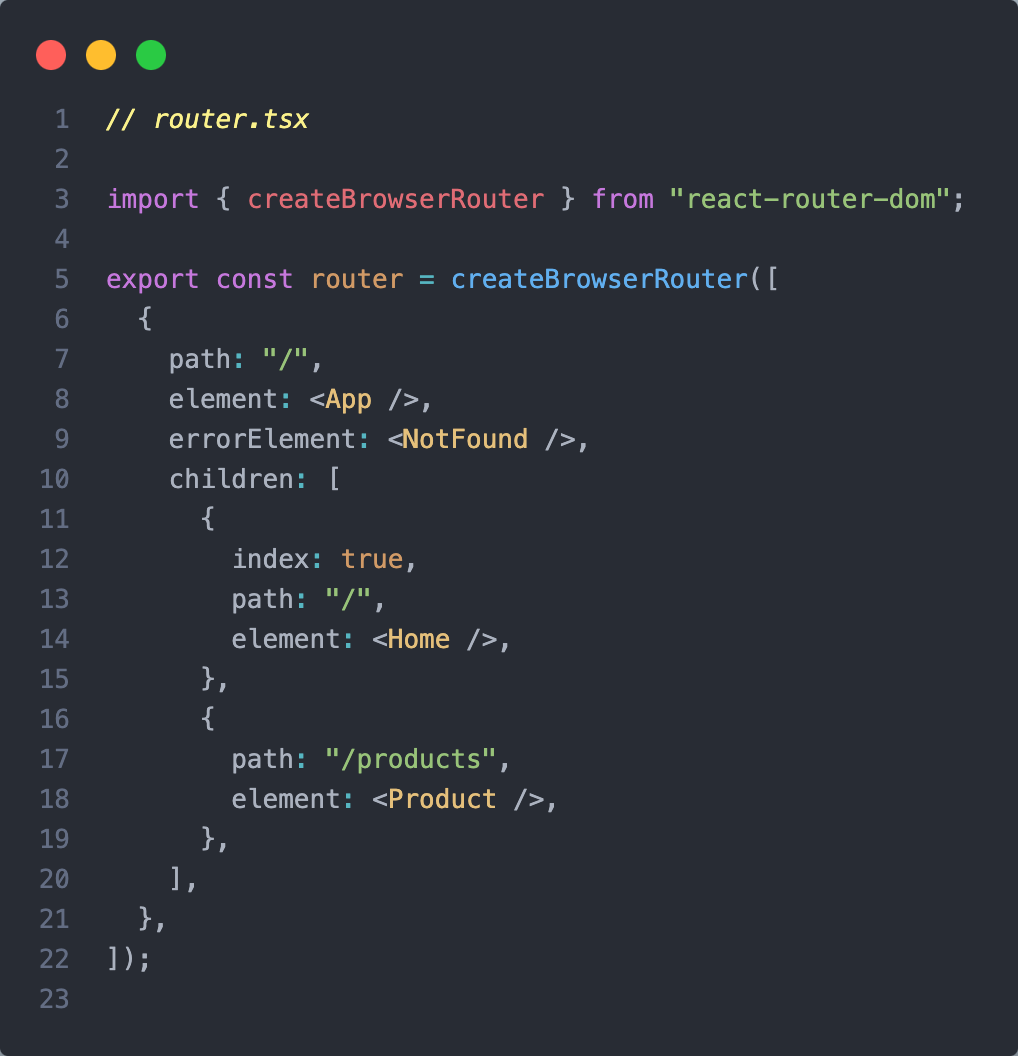 1 // router.tsx
2
3 import { createBrowserRouter } from "react-router-dom";
4
5 export const router = createBrowserRouter([
6   {
7     path: "/",
8     element: <App />,
9     errorElement: <NotFound />,
10     children: [
11       {
12         index: true,
13         path: "/",
14         element: <Home />,
15       },
16       {
17         path: "/products",
18         element: <Product />,
19       },
20     ],
21   },
22 ]);
23